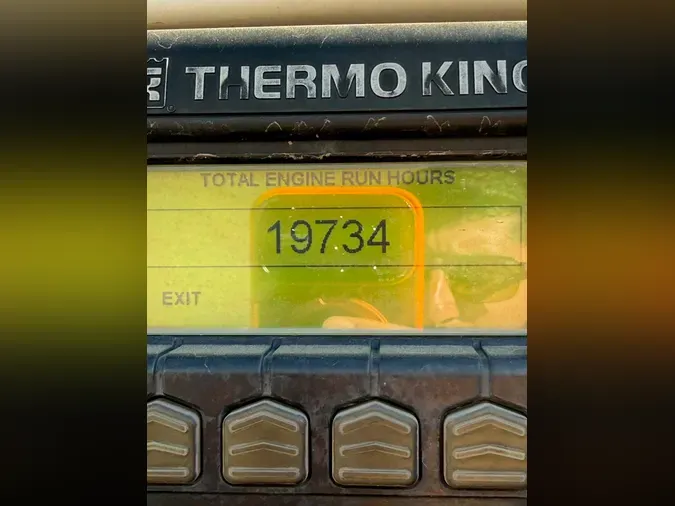 THERMO KING
TOTAL ENGINE RUN HOURS
19734
EXIT